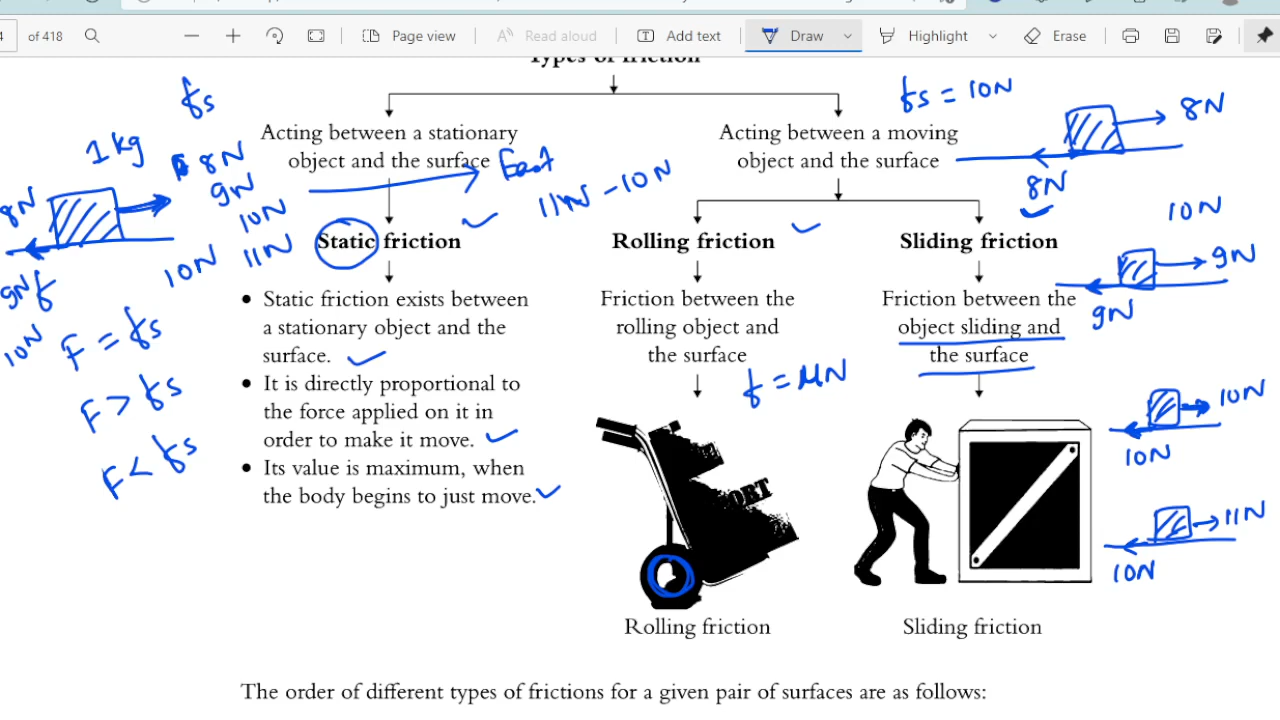 of 418
Page view
Read aloud
Add text
Draw
Highlight
Erase
Types of friction
Acting between a stationary
object and the surface
Acting between a moving
object and the surface
Static friction
Rolling friction
Sliding friction
• Static friction exists between
a stationary object and the
surface.
• It is directly proportional to
the force applied on it in
order to make it move.
• Its value is maximum, when
the body begins to just move.
Friction between the
rolling object and
the surface
Friction between the
object sliding and
the surface
Rolling friction
Sliding friction
The order of different types of frictions for a given pair of surfaces are as follows:
fs
1 kg
8N
8N
9N
10N
10N
11N
9N
f
10N
F = fs
F > fs
F < fs
East
11N - 10N
f = μN
fs = 10N
8N
8N
10N
9N
9N
10N
10N
11N
10N